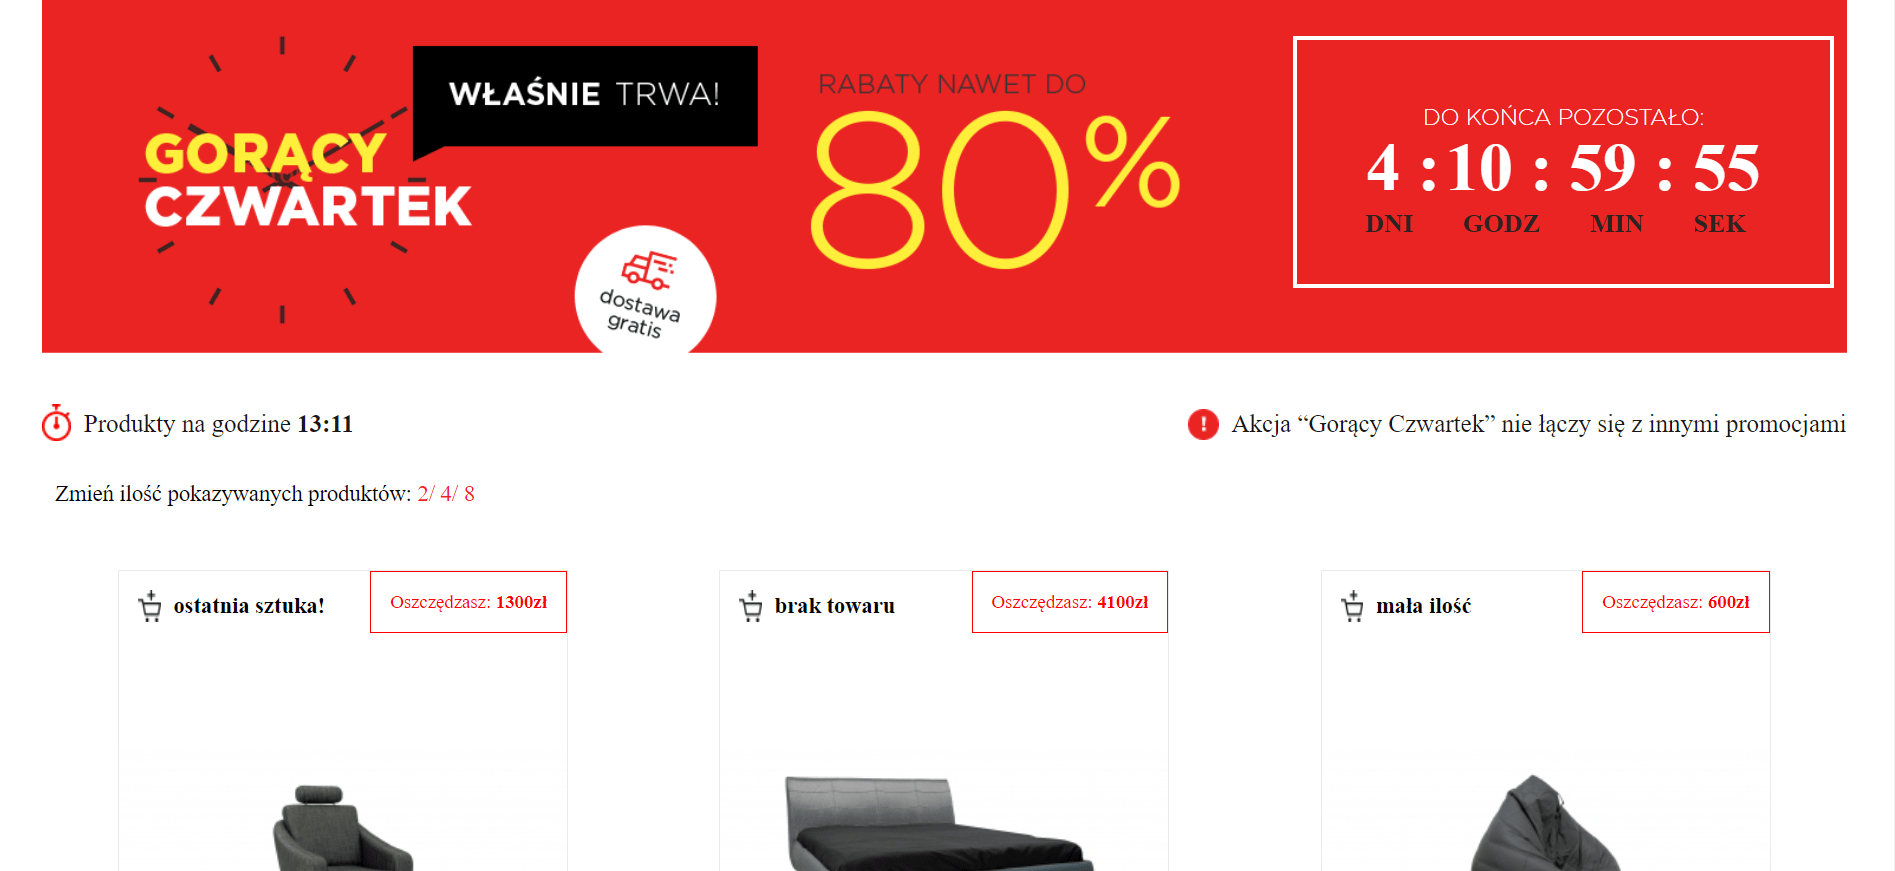 WŁAŚNIE TRWA!
GORĄCY
CZWARTEK
dostawa
gratis
RABATY NAWET DO
80%
DO KOŃCA POZOSTAŁO:
4 : 10 : 59 : 55
DNI GODZ MIN SEK
Produkty na godzine 13:11
Akcja “Gorący Czwartek” nie łączy się z innymi promocjami
Zmień ilość pokazywanych produktów: 2/ 4/ 8
ostatnia sztuka!
Oszczędzasz: 1300zł
brak towaru
Oszczędzasz: 4100zł
mała ilość
Oszczędzasz: 600zł